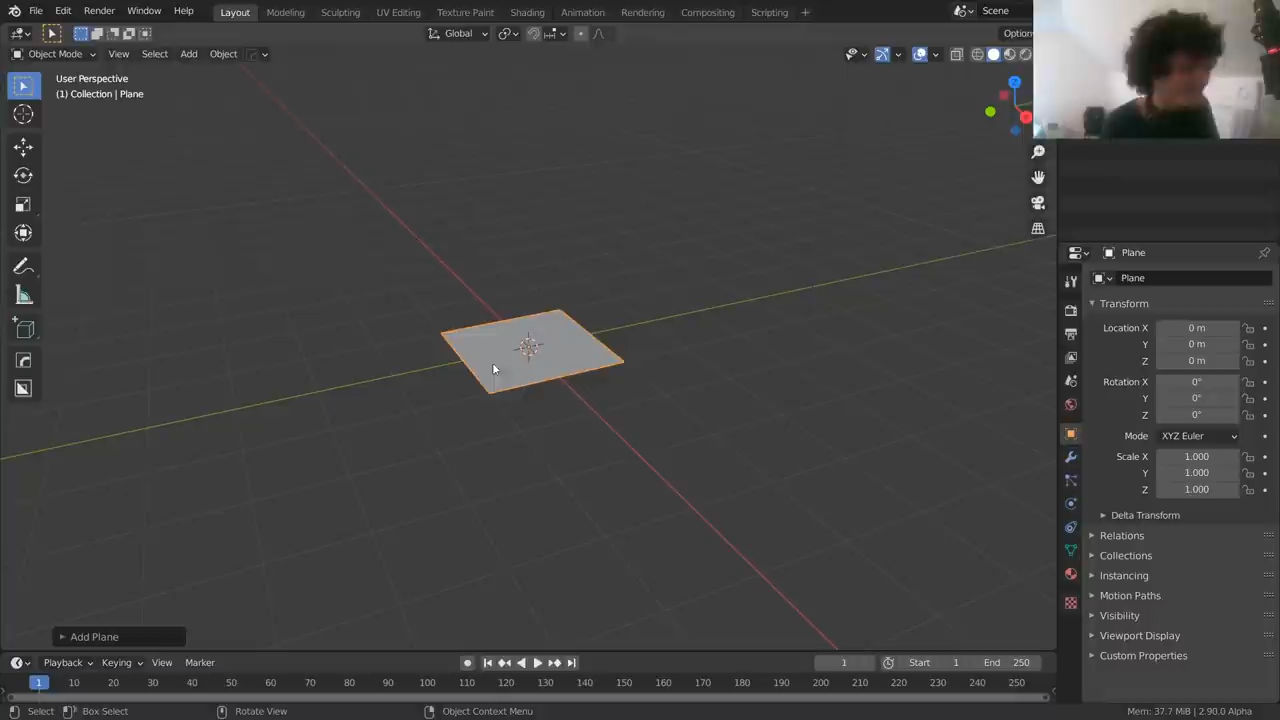 File Edit Render Window Help
Layout Modeling Sculpting UV Editing Texture Paint Shading Animation Rendering Compositing Scripting +
Scene
Global
Option
Object Mode View Select Add Object
User Perspective
(1) Collection | Plane
Z
Plane
Plane
Transform
Location X 0 m
Y 0 m
Z 0 m
Rotation X 0°
Y 0°
Z 0°
Mode XYZ Euler
Scale X 1.000
Y 1.000
Z 1.000
Delta Transform
Relations
Collections
Instancing
Motion Paths
Visibility
Viewport Display
Custom Properties
Add Plane
Playback Keying View Marker
1 Start 1 End 250
1 10 20 30 40 50 60 70 80 90 100 110 120 130 140 150 160 170 180 190 200 210 220 230 240 250
Select Box Select Rotate View Object Context Menu
Mem: 37.7 MiB | 2.90.0 Alpha